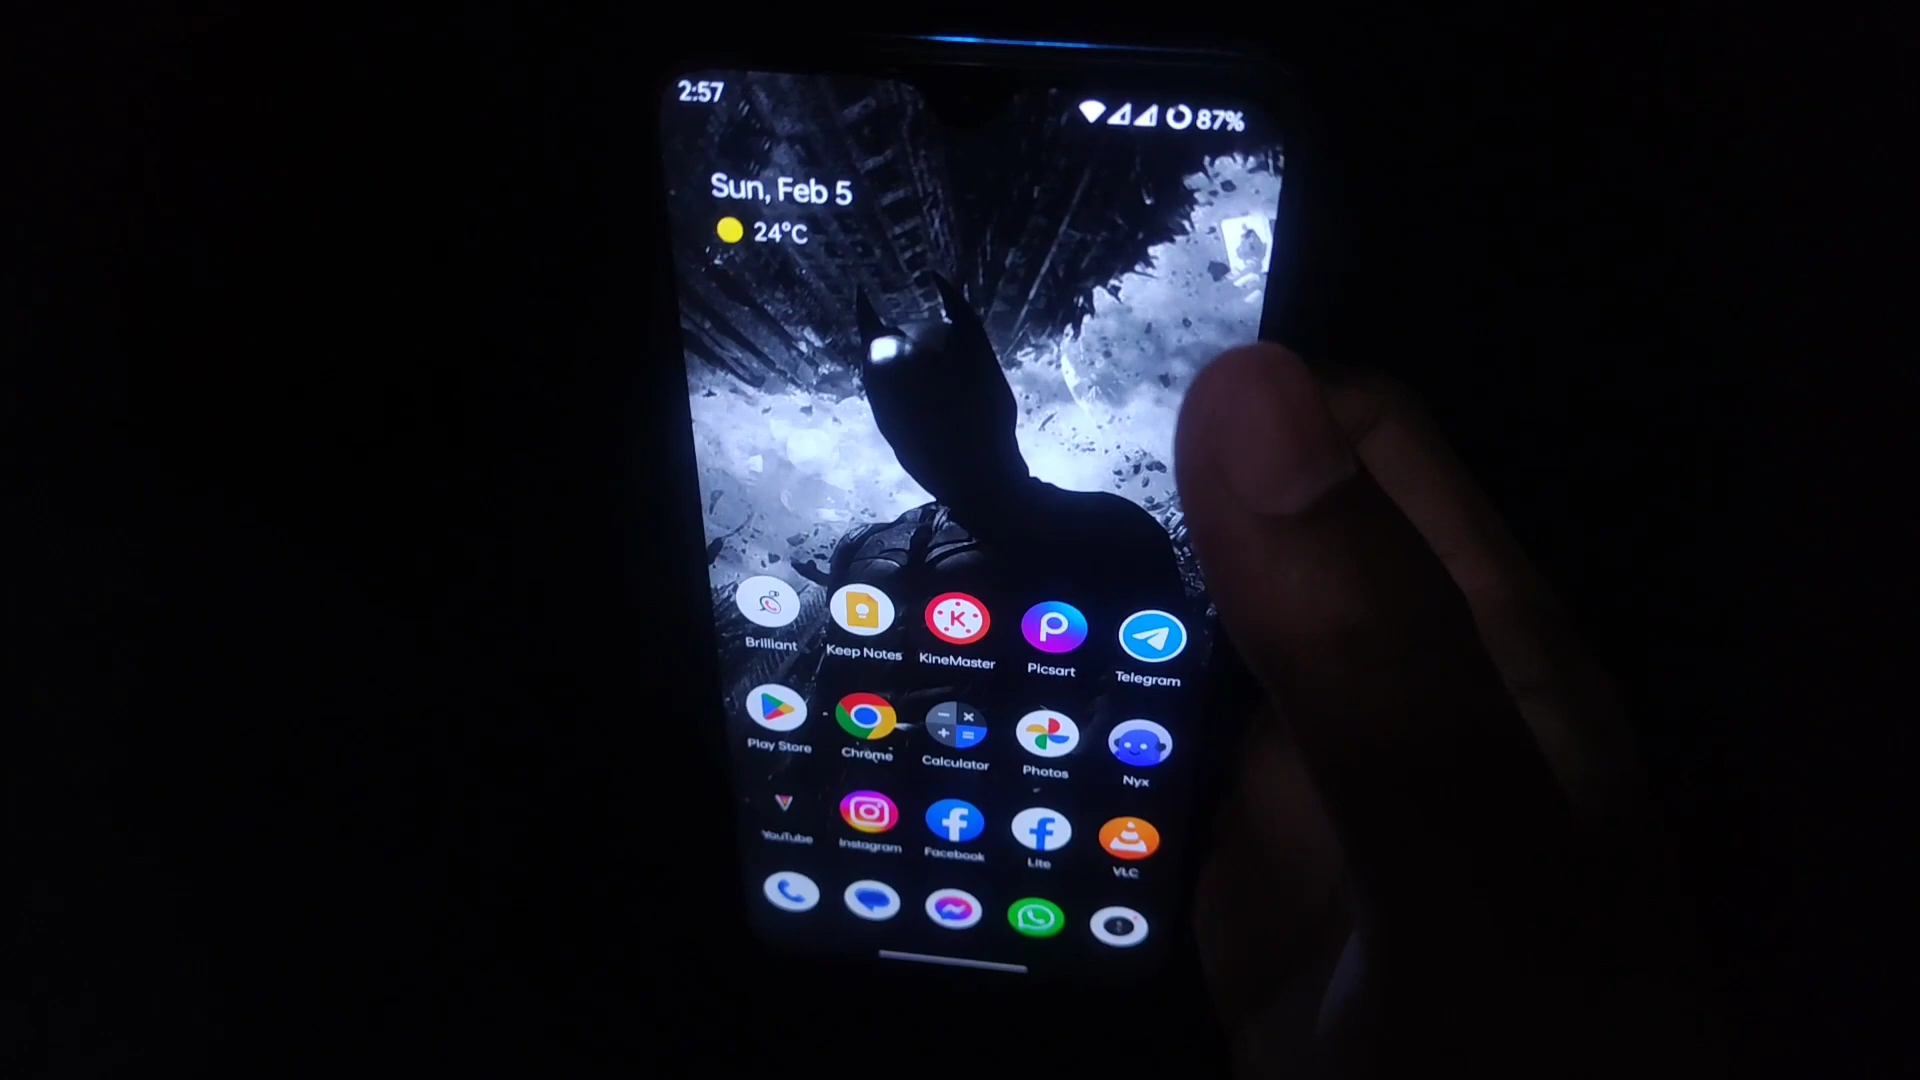 2:57
87%
Sun, Feb 5
24°C
K
P
Brilliant Keep Notes KineMaster Picsart Telegram
Play Store Chrome Calculator Photos Nyx
YouTube Instagram Facebook Lite VLC